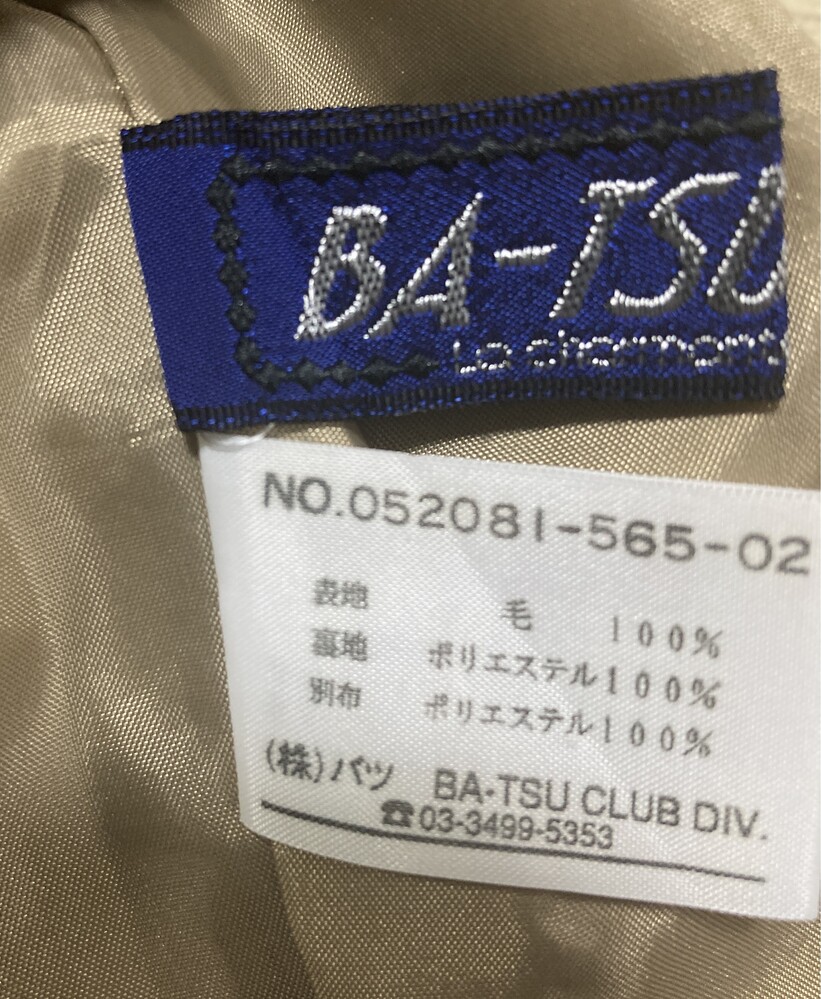 BA-TSU
La charmante
NO.052081-565-02
表地 毛 100%
裏地 ポリエステル100%
別布 ポリエステル100%
(株)バツ BA・TSU CLUB DIV.
☎03-3499-5353